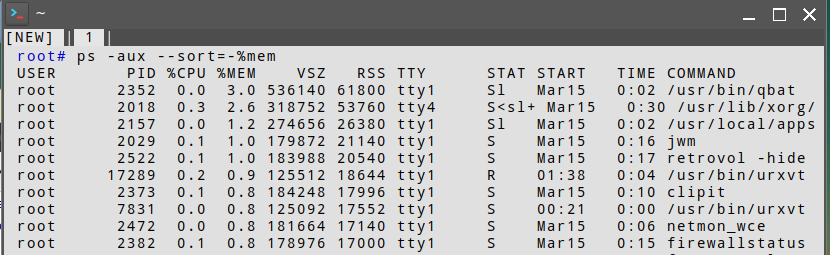 ~
[NEW] | 1 |
root# ps -aux --sort=-%mem
USER PID %CPU %MEM VSZ RSS TTY STAT START TIME COMMAND
root 2352 0.0 3.0 536140 61800 tty1 Sl Mar15 0:02 /usr/bin/qbat
root 2018 0.3 2.6 318752 53760 tty4 S<sl+ Mar15 0:30 /usr/lib/xorg/
root 2157 0.0 1.2 274656 26380 tty1 Sl Mar15 0:02 /usr/local/apps
root 2029 0.1 1.0 179872 21140 tty1 S Mar15 0:16 jwm
root 2522 0.1 1.0 183988 20540 tty1 S Mar15 0:17 retrovol -hide
root 17289 0.2 0.9 125512 18644 tty1 R 01:38 0:04 /usr/bin/urxvt
root 2373 0.1 0.8 184248 17996 tty1 S Mar15 0:10 clipit
root 7831 0.0 0.8 125092 17552 tty1 S 00:21 0:00 /usr/bin/urxvt
root 2472 0.0 0.8 181664 17140 tty1 S Mar15 0:06 netmon_wce
root 2382 0.1 0.8 178976 17000 tty1 S Mar15 0:15 firewallstatus